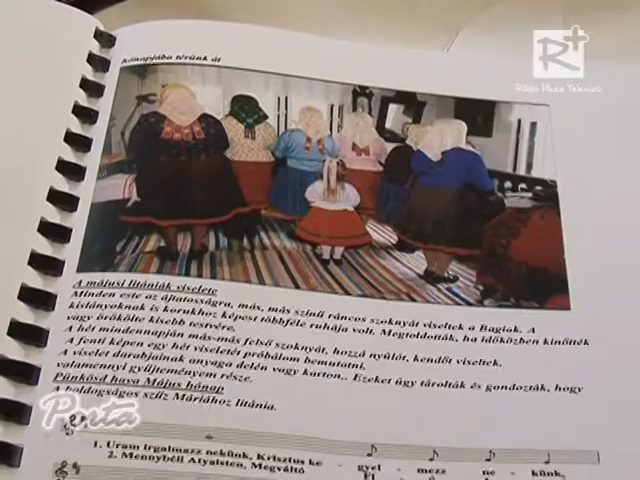 hónapjába térünk át
R+
Rádió Plusz Televízió
A májusi litániák viselete
Minden este az ájtatosságra, más, más színű ráncos szoknyát viseltek a Bagiak. A
kislányoknak is korukhoz képest többféle ruhája volt. Megtoldották, ha időközben kinőtték
vagy örökölte kisebb testvére.
A hét mindennapján más-más felső szoknyát, hozzá nyúlót, kendőt viseltek.
A fenti képen egy hét viseletét próbálom bemutatni,
A viselet darabjainak anyaga delén vagy karton.. Ezeket úgy tárolták és gondozták, hogy
valamennyi gyűjteményem része.
Pünkösd hava Május hónap
A boldogságos szűz Máriához litánia.
Porta
1. Uram irgalmazz nekünk, Krisztus ke - gyel - mezz ne - künk,
2. Mennybéli Atyaisten, Megváltó